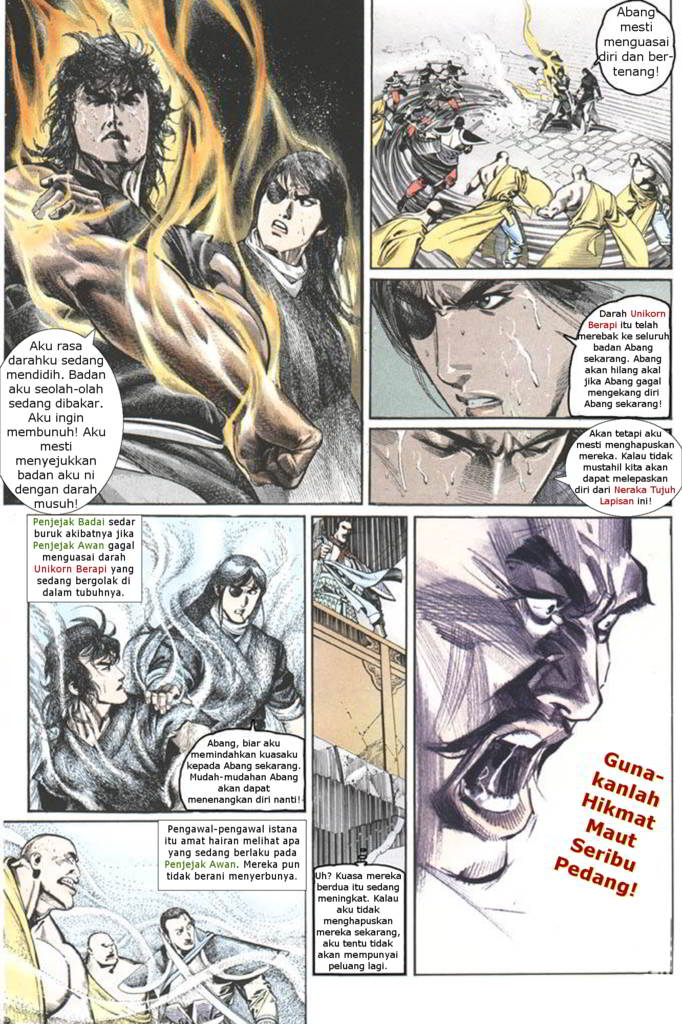 Aku rasa
darahku sedang
mendidih. Badan
aku seolah-olah
sedang dibakar.
Aku ingin
membunuh! Aku
mesti
menyejukkan
badan aku ni
dengan darah
musuh!
Abang
mesti
menguasai
diri dan ber-
tenang!
Darah Unikorn
Berapi itu telah
merebak ke seluruh
badan Abang
sekarang. Abang
akan hilang akal
jika Abang gagal
mengekang diri
Abang sekarang!
Akan tetapi aku
mesti menghapuskan
mereka. Kalau tidak
mustahil kita akan
dapat melepaskan
diri dari Neraka Tujuh
Lapisan ini!
Penjejak Badai sedar
buruk akibatnya jika
Penjejak Awan gagal
menguasai darah
Unikorn Berapi yang
sedang bergolak di
dalam tubuhnya.
Abang, biar aku
memindahkan kuasaku
kepada Abang sekarang.
Mudah-mudahan Abang
akan dapat
menenangkan diri nanti!
Pengawal-pengawal istana
itu amat hairan melihat apa
yang sedang berlaku pada
Penjejak Awan. Mereka pun
tidak berani menyerbunya.
Uh? Kuasa mereka
berdua itu sedang
meningkat. Kalau
aku tidak
menghapuskan
mereka sekarang,
aku tentu tidak
akan mempunyai
peluang lagi.
Guna-
kanlah
Hikmat
Maut
Seribu
Pedang!